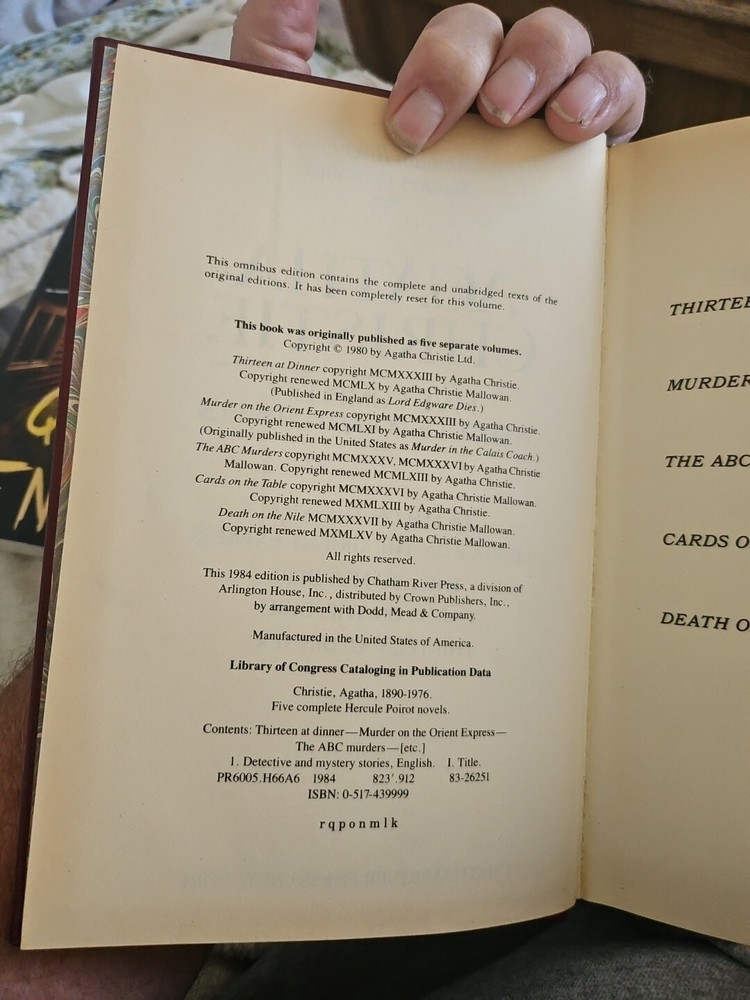 This omnibus edition contains the complete and unabridged texts of the
original editions. It has been completely reset for this volume.
This book was originally published as five separate volumes.
Copyright © 1980 by Agatha Christie Ltd.
Thirteen at Dinner copyright MCMXXXIII by Agatha Christie.
Copyright renewed MCMLX by Agatha Christie Mallowan.
(Published in England as Lord Edgware Dies.)
Murder on the Orient Express copyright MCMXXXIII by Agatha Christie.
Copyright renewed MCMLXI by Agatha Christie Mallowan.
(Originally published in the United States as Murder in the Calais Coach.)
The ABC Murders copyright MCMXXXV, MCMXXXVI by Agatha Christie
Mallowan. Copyright renewed MCMLXIII by Agatha Christie.
Cards on the Table copyright MCMXXXVI by Agatha Christie Mallowan.
Copyright renewed MXMLXIII by Agatha Christie.
Death on the Nile MCMXXXVII by Agatha Christie Mallowan.
Copyright renewed MXMLXV by Agatha Christie Mallowan.
All rights reserved.
This 1984 edition is published by Chatham River Press, a division of
Arlington House, Inc., distributed by Crown Publishers, Inc.,
by arrangement with Dodd, Mead & Company.
Manufactured in the United States of America.
Library of Congress Cataloging in Publication Data
Christie, Agatha, 1890-1976.
Five complete Hercule Poirot novels.
Contents: Thirteen at dinner—Murder on the Orient Express—
The ABC murders—[etc.]
1. Detective and mystery stories, English. I. Title.
PR6005.H66A6 1984 823'.912 83-26251
ISBN: 0-517-439999
r q p o n m l k
THIRTEE
MURDER
THE ABC
CARDS O
DEATH O